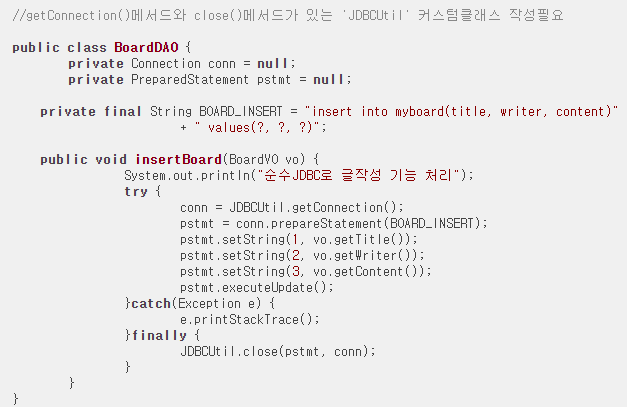 //getConnection()메서드와 close()메서드가 있는 'JDBCUtil' 커스텀클래스 작성필요
public class BoardDAO {
private Connection conn = null;
private PreparedStatement pstmt = null;
private final String BOARD_INSERT = "insert into myboard(title, writer, content)"
+ " values(?, ?, ?)";
public void insertBoard(BoardVO vo) {
System.out.println("순수JDBC로 글작성 기능 처리");
try {
conn = JDBCUtil.getConnection();
pstmt = conn.prepareStatement(BOARD_INSERT);
pstmt.setString(1, vo.getTitle());
pstmt.setString(2, vo.getWriter());
pstmt.setString(3, vo.getContent());
pstmt.executeUpdate();
}catch(Exception e) {
e.printStackTrace();
}finally {
JDBCUtil.close(pstmt, conn);
}
}
}